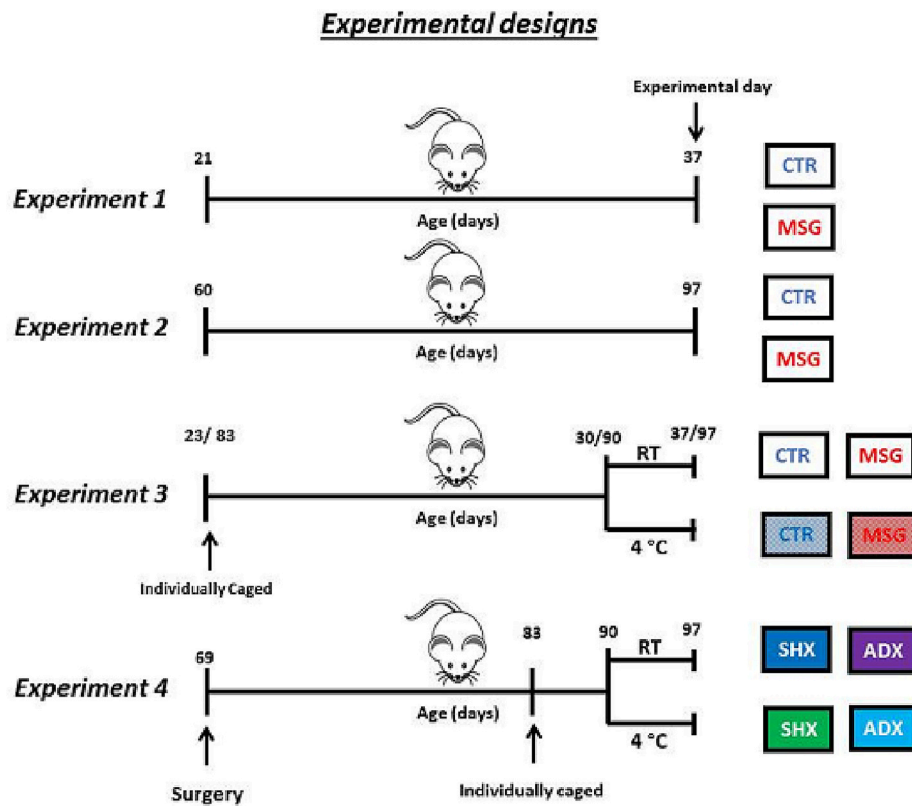 Experimental designs
Experimental day
21
37
CTR
Experiment 1
Age (days)
MSG
60
97
CTR
Experiment 2
Age (days)
MSG
23/ 83
30/90
37/97
RT
CTR
MSG
Experiment 3
Age (days)
4 °C
CTR
MSG
Individually Caged
69
83
90
97
RT
SHX
ADX
Experiment 4
Age (days)
4 °C
SHX
ADX
Surgery
Individually caged